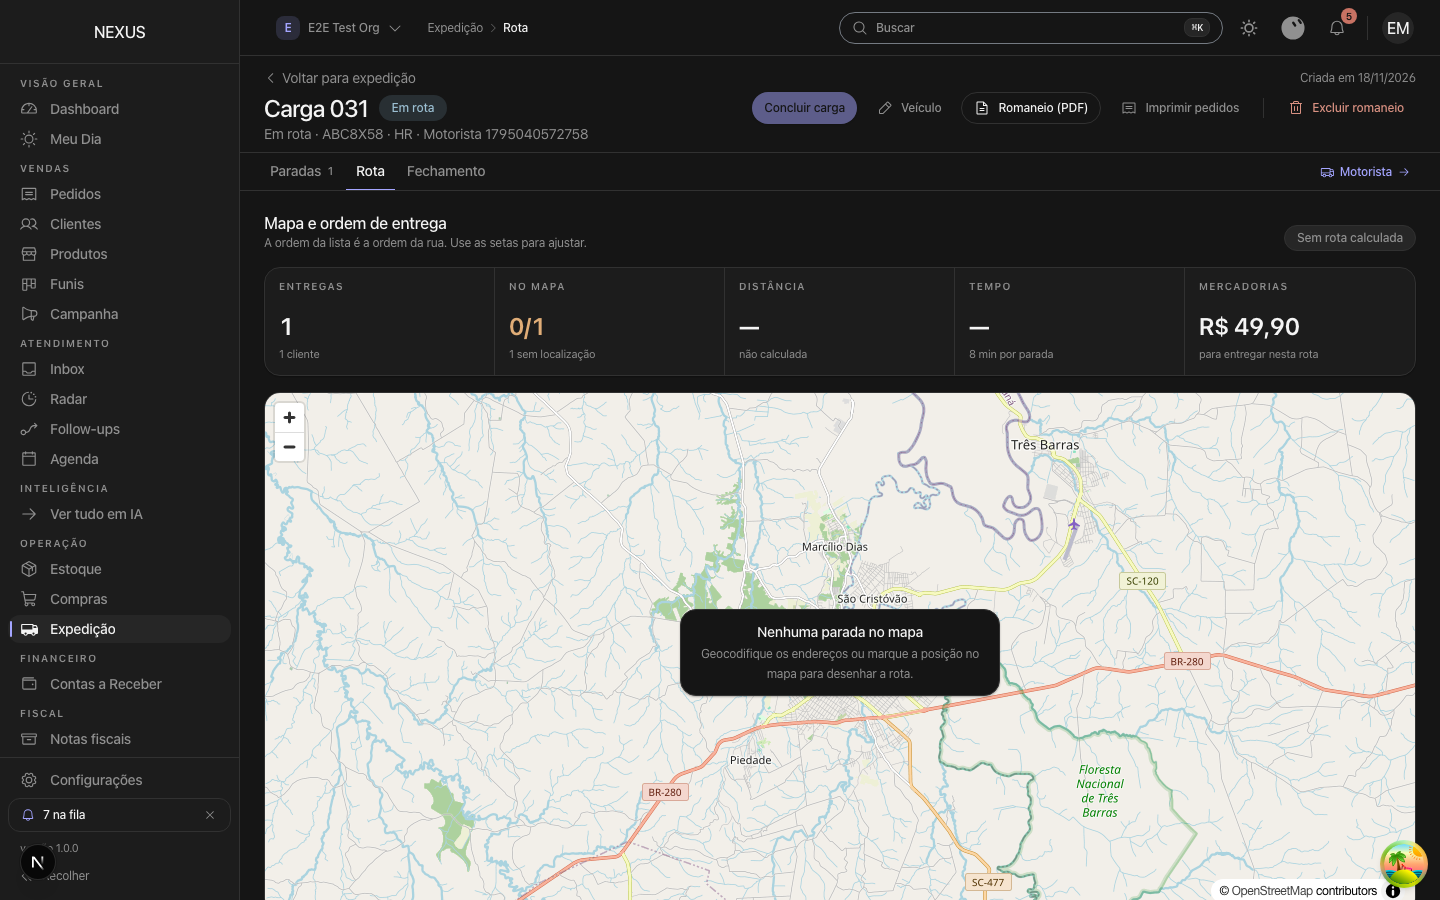 NEXUS
VISÃO GERAL
Dashboard
Meu Dia
VENDAS
Pedidos
Clientes
Produtos
Funis
Campanha
ATENDIMENTO
Inbox
Radar
Follow-ups
Agenda
INTELIGÊNCIA
Ver tudo em IA
OPERAÇÃO
Estoque
Compras
Expedição
FINANCEIRO
Contas a Receber
FISCAL
Notas fiscais
Configurações
7 na fila
1.0.0
N
E
E2E Test Org
Expedição
Rota
Buscar
⌘K
5
EM
Voltar para expedição
Criada em 18/11/2026
Carga 031
Em rota
Em rota · ABC8X58 · HR · Motorista 1795040572758
Concluir carga
Veículo
Romaneio (PDF)
Imprimir pedidos
Excluir romaneio
Paradas 1
Rota
Fechamento
Motorista →
Mapa e ordem de entrega
A ordem da lista é a ordem da rua. Use as setas para ajustar.
Sem rota calculada
ENTREGAS
1
1 cliente
NO MAPA
0/1
1 sem localização
DISTÂNCIA
—
não calculada
TEMPO
—
8 min por parada
MERCADORIAS
R$ 49,90
para entregar nesta rota
+
−
Três Barras
Marcílio Dias
SC-120
São Cristóvão
Nenhuma parada no mapa
Geocodifique os endereços ou marque a posição no
mapa para desenhar a rota.
BR-280
Piedade
BR-280
Floresta
Nacional
de Três
Barras
SC-477
© OpenStreetMap contributors